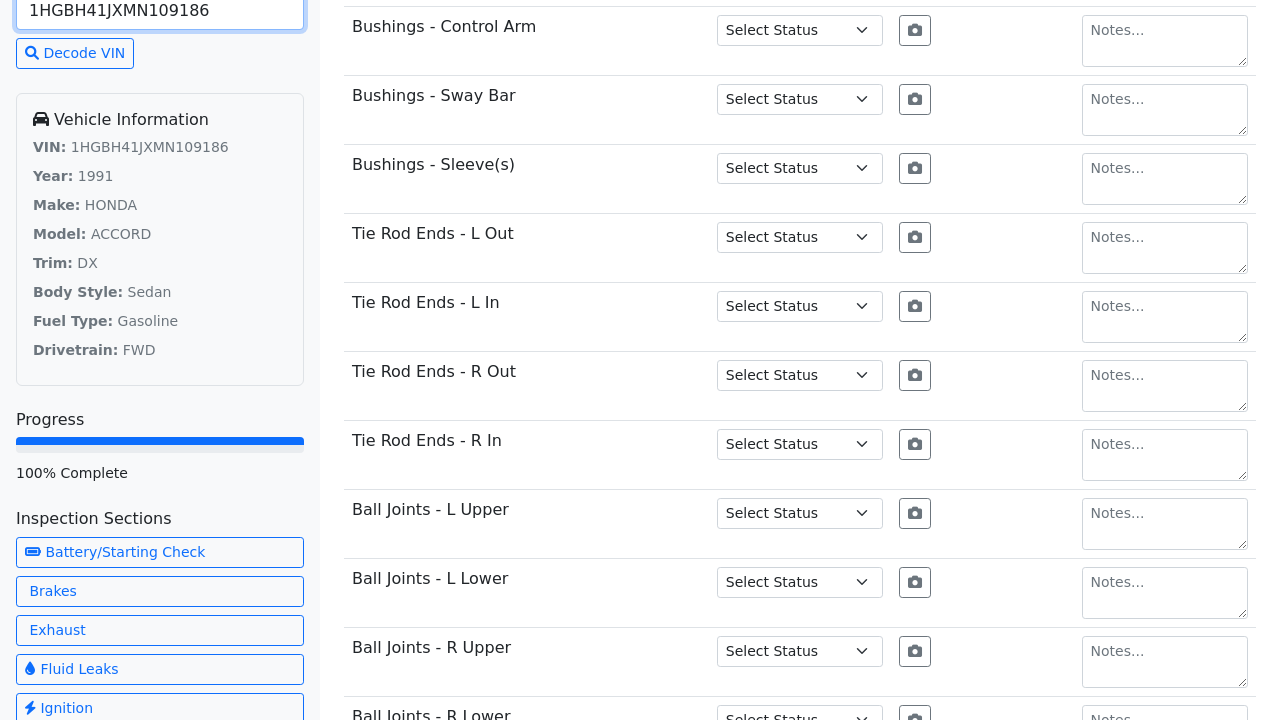 1HGBH41JXMN109186
Decode VIN
Vehicle Information
VIN: 1HGBH41JXMN109186
Year: 1991
Make: HONDA
Model: ACCORD
Trim: DX
Body Style: Sedan
Fuel Type: Gasoline
Drivetrain: FWD
Progress
100% Complete
Inspection Sections
Battery/Starting Check
Brakes
Exhaust
Fluid Leaks
Ignition
Bushings - Control Arm Select Status Notes...
Bushings - Sway Bar Select Status Notes...
Bushings - Sleeve(s) Select Status Notes...
Tie Rod Ends - L Out Select Status Notes...
Tie Rod Ends - L In Select Status Notes...
Tie Rod Ends - R Out Select Status Notes...
Tie Rod Ends - R In Select Status Notes...
Ball Joints - L Upper Select Status Notes...
Ball Joints - L Lower Select Status Notes...
Ball Joints - R Upper Select Status Notes...
Ball Joints - R Lower Select Status Notes...